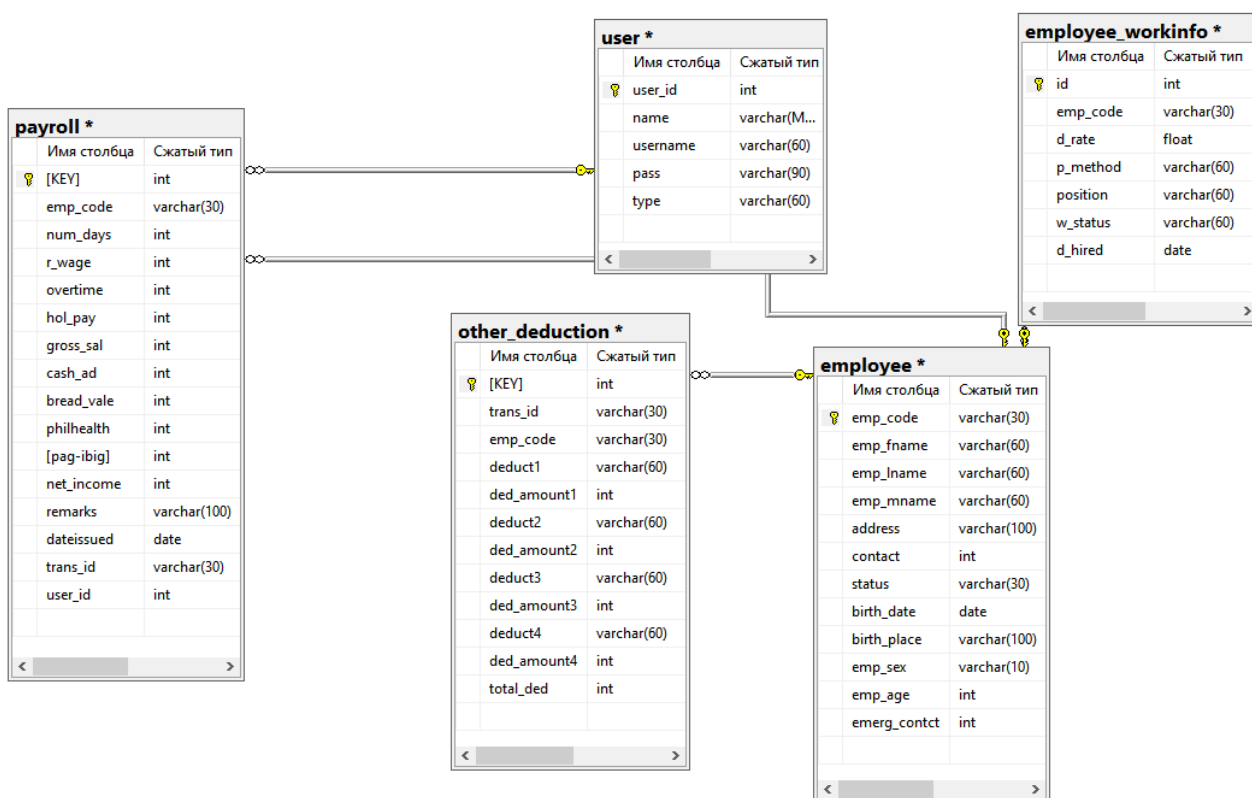 payroll *
Имя столбца Сжатый тип
[KEY] int
emp_code varchar(30)
num_days int
r_wage int
overtime int
hol_pay int
gross_sal int
cash_ad int
bread_vale int
philhealth int
[pag-ibig] int
net_income int
remarks varchar(100)
dateissued date
trans_id varchar(30)
user_id int
user *
Имя столбца Сжатый тип
user_id int
name varchar(M...
username varchar(60)
pass varchar(90)
type varchar(60)
other_deduction *
Имя столбца Сжатый тип
[KEY] int
trans_id varchar(30)
emp_code varchar(30)
deduct1 varchar(60)
ded_amount1 int
deduct2 varchar(60)
ded_amount2 int
deduct3 varchar(60)
ded_amount3 int
deduct4 varchar(60)
ded_amount4 int
total_ded int
employee_workinfo *
Имя столбца Сжатый тип
id int
emp_code varchar(30)
d_rate float
p_method varchar(60)
position varchar(60)
w_status varchar(60)
d_hired date
employee *
Имя столбца Сжатый тип
emp_code varchar(30)
emp_fname varchar(60)
emp_lname varchar(60)
emp_mname varchar(60)
address varchar(100)
contact int
status varchar(30)
birth_date date
birth_place varchar(100)
emp_sex varchar(10)
emp_age int
emerg_contct int